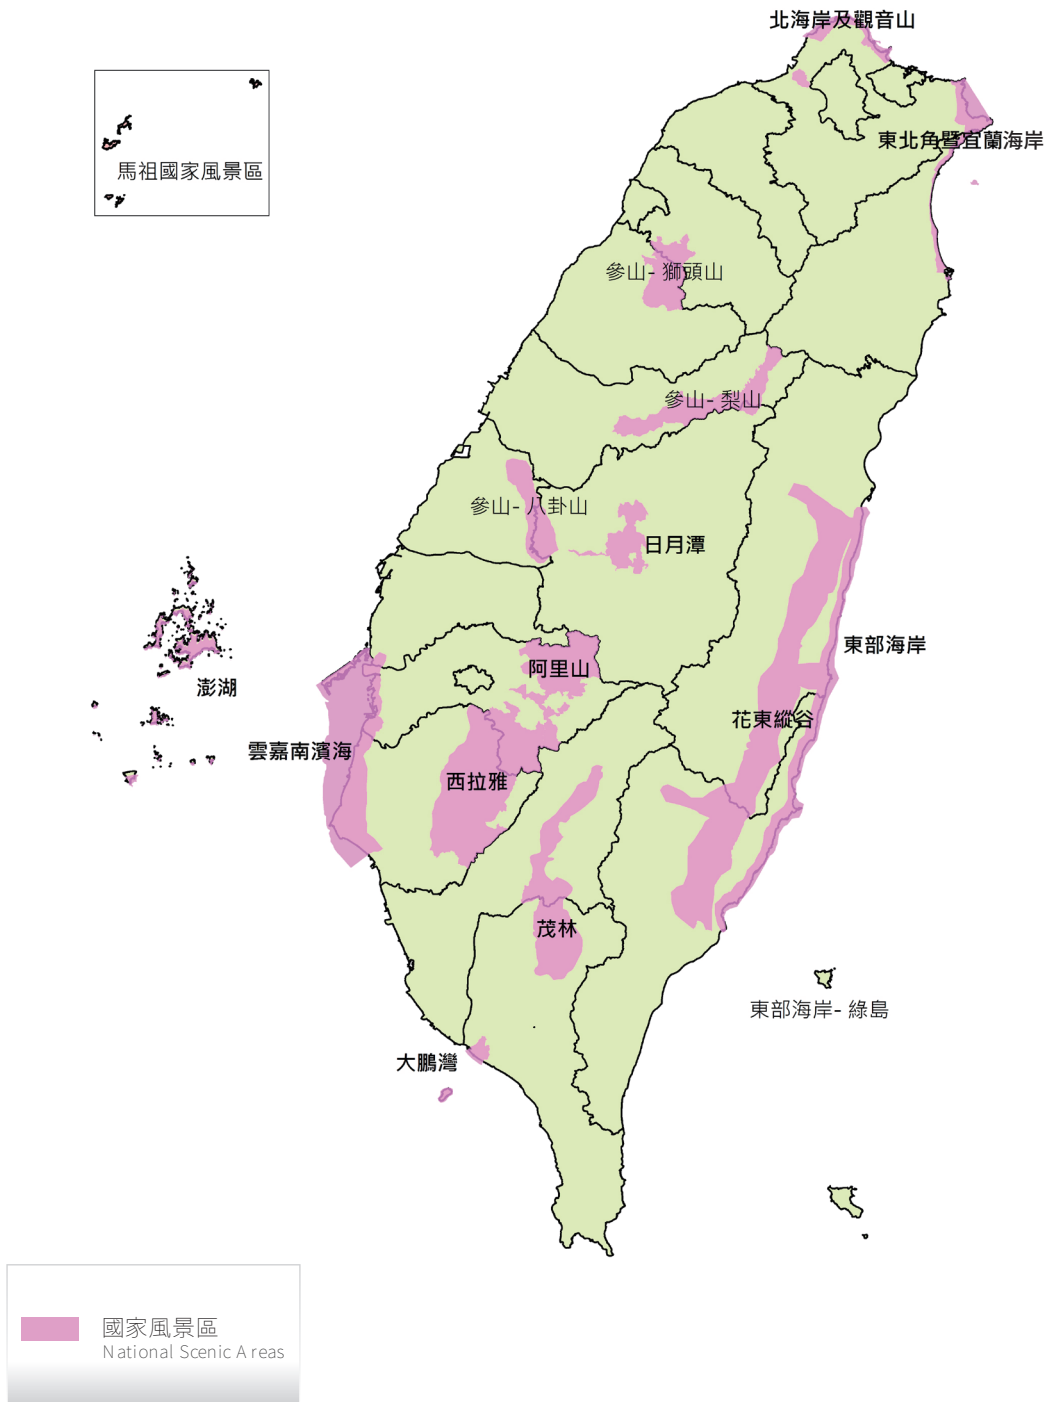 北海岸及觀音山
東北角暨宜蘭海岸
馬祖國家風景區
參山- 獅頭山
參山- 梨山
參山- 八卦山
日月潭
東部海岸
阿里山
澎湖
花東縱谷
雲嘉南濱海
西拉雅
茂林
東部海岸- 綠島
大鵬灣
國家風景區
National Scenic Areas